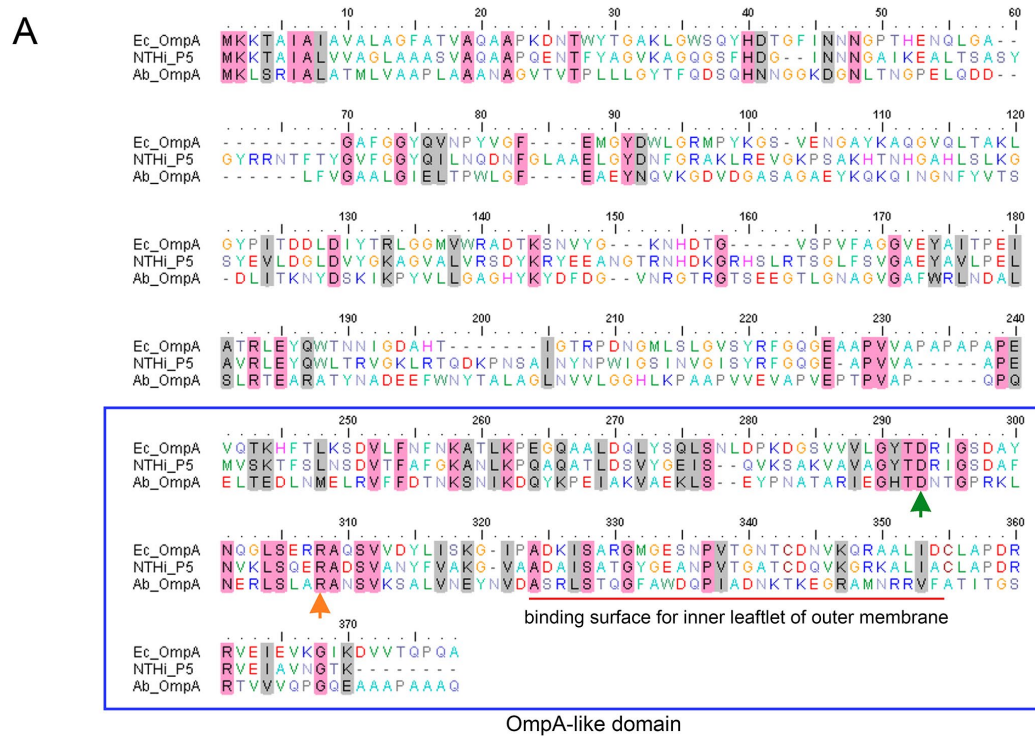 A
10 20 30 40 50 60
Ec_OmpA MKKTAIAIAVALAGFATVAQAAPKDNTWYTGAKLGWSQYHDTGFINNNGPTHENQLGA--
NTHi_P5 MKKTAIALVVAGLAAASVAQAAPQENTFYAGVKAGQGSFHDG--INNNGAIKEALTSASY
Ab_OmpA MKLSRIALATMLVAAPLAAANAGVTVTPLLLGYTFQDSQHNNGGKDGNLTNGPELQDD--
70 80 90 100 110 120
Ec_OmpA ---------GAFGGYQVNPYVGF----EMGYDWLGRMPYKGS-VENGAYKAQGVQLTAKL
NTHi_P5 GYRRNTFTYGVFGGYQILNQDNFGLAAELGYDNFGRAKLREVGKPSAKHTNHGAHLSLKG
Ab_OmpA ------LFVGAALGIELTPWLGF----EAEYNQVKGDVDGASAGAEYKQKQINGNFYVTS
130 140 150 160 170 180
Ec_OmpA GYPITDDLDIYTRLGGMVWRADTKSNVYG---KNHDTG-----VSPVFAGGVEYAITPEI
NTHi_P5 SYEVLDGLDVYGKAGVALVRSDYKRYEEANGTRNHDKGRHSLRTSGLFSVGAEYAVLPEL
Ab_OmpA -DLITKNYDSKIKPYVLLGAGHYKYDFDG--VNRGTRGTSEEGTLGNAGVGAFWRLNDAL
190 200 210 220 230 240
Ec_OmpA ATRLEYQWTNNIGDAHT-------IGTRPDNGMLSLGVSYRFGQGEAAPVVAPAPAPAPE
NTHi_P5 AVRLEYQWLTRVGKLRTQDKPNSAINYNPWIGSINVGISYRFGQGE-APVVA-----APE
Ab_OmpA SLRTEARATYNADEEFWNYTALAGLNVVLGGHLKPAAPVVEVAPVEPTPVAP-----QPQ
250 260 270 280 290 300
Ec_OmpA VQTKHFTLKSDVLFNFNKATLKPEGQAALDQLYSQLSNLDPKDGSVVVLGYTDRIGSDAY
NTHi_P5 MVSKTFSLNSDVTFAFGKANLKPQAQATLDSVYGEIS--QVKSAKVAVAGYTDRIGSDAF
Ab_OmpA ELTEDLNMELRVFFDTNKSNIKDQYKPEIAKVAEKLS--EYPNATARIEGHTDNTGPRKL
310 320 330 340 350 360
Ec_OmpA NQGLSERRAQSVVDYLISKG-IPADKISARGMGESNPVTGNTCDNVKQRAALIDCLAPDR
NTHi_P5 NVKLSQERADSVANYFVAKG-VAADAISATGYGEANPVTGATCDQVKGRKALIACLAPDR
Ab_OmpA NERLSLARANSVKSALVNEYNVDASRLSTQGFAWDQPIADNKTKEGRAMNRRVFATITGS
binding surface for inner leaftlet of outer membrane
370
Ec_OmpA RVEIEVKGIKDVVTQPQA
NTHi_P5 RVEIAVNGTK--------
Ab_OmpA RTVVVQPGQEAAAPAAAQ
OmpA-like domain